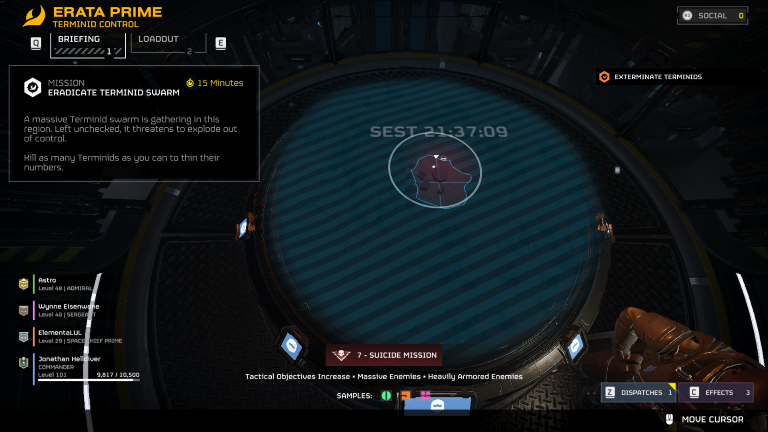 ERATA PRIME
TERMINID CONTROL
Q
BRIEFING
1
LOADOUT
2
E
SOCIAL 0
MISSION
ERADICATE TERMINID SWARM
15 Minutes
A massive Terminid swarm is gathering in this
region. Left unchecked, it threatens to explode out
of control.
Kill as many Terminids as you can to thin their
numbers.
EXTERMINATE TERMINIDS
SEST 21:37:09
Astro
Level 48 | ADMIRAL
Wynne Eisenwahe
Level 40 | SERGEANT
ElementaLUL
Level 29 | SPACE CHIEF PRIME
Jonathan Helldiver
COMMANDER
Level 101
9,817 / 10,500
7 - SUICIDE MISSION
Tactical Objectives Increase • Massive Enemies • Heavily Armored Enemies
SAMPLES:
Z DISPATCHES 1
C EFFECTS 3
MOVE CURSOR